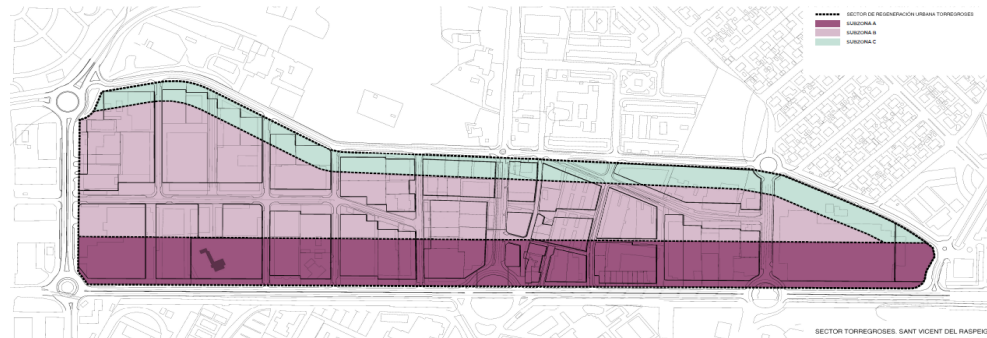 SECTOR DE REGENERACIÓN URBANA TORREGROSES
SUBZONA A
SUBZONA B
SUBZONA C
SECTOR TORREGROSES. SANT VICENT DEL RASPEIG